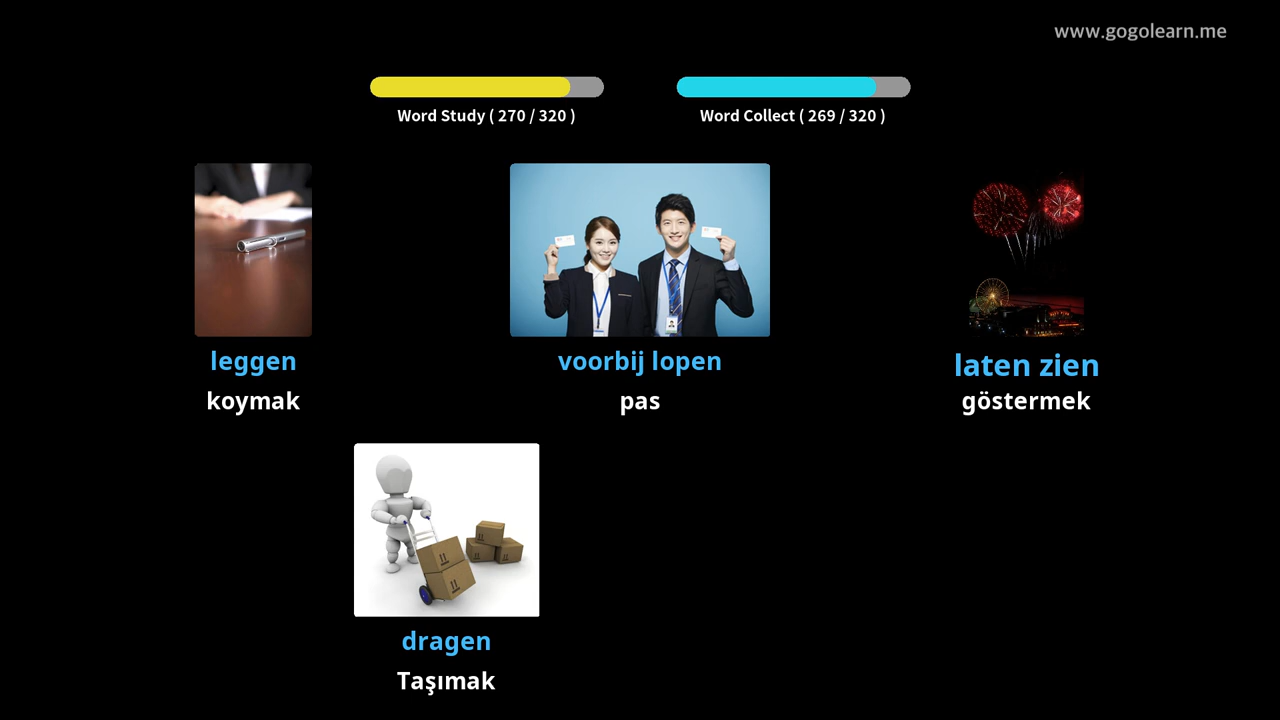 www.gogolearn.me
Word Study ( 270 / 320 )
Word Collect ( 269 / 320 )
leggen
koymak
voorbij lopen
pas
laten zien
göstermek
dragen
Taşımak